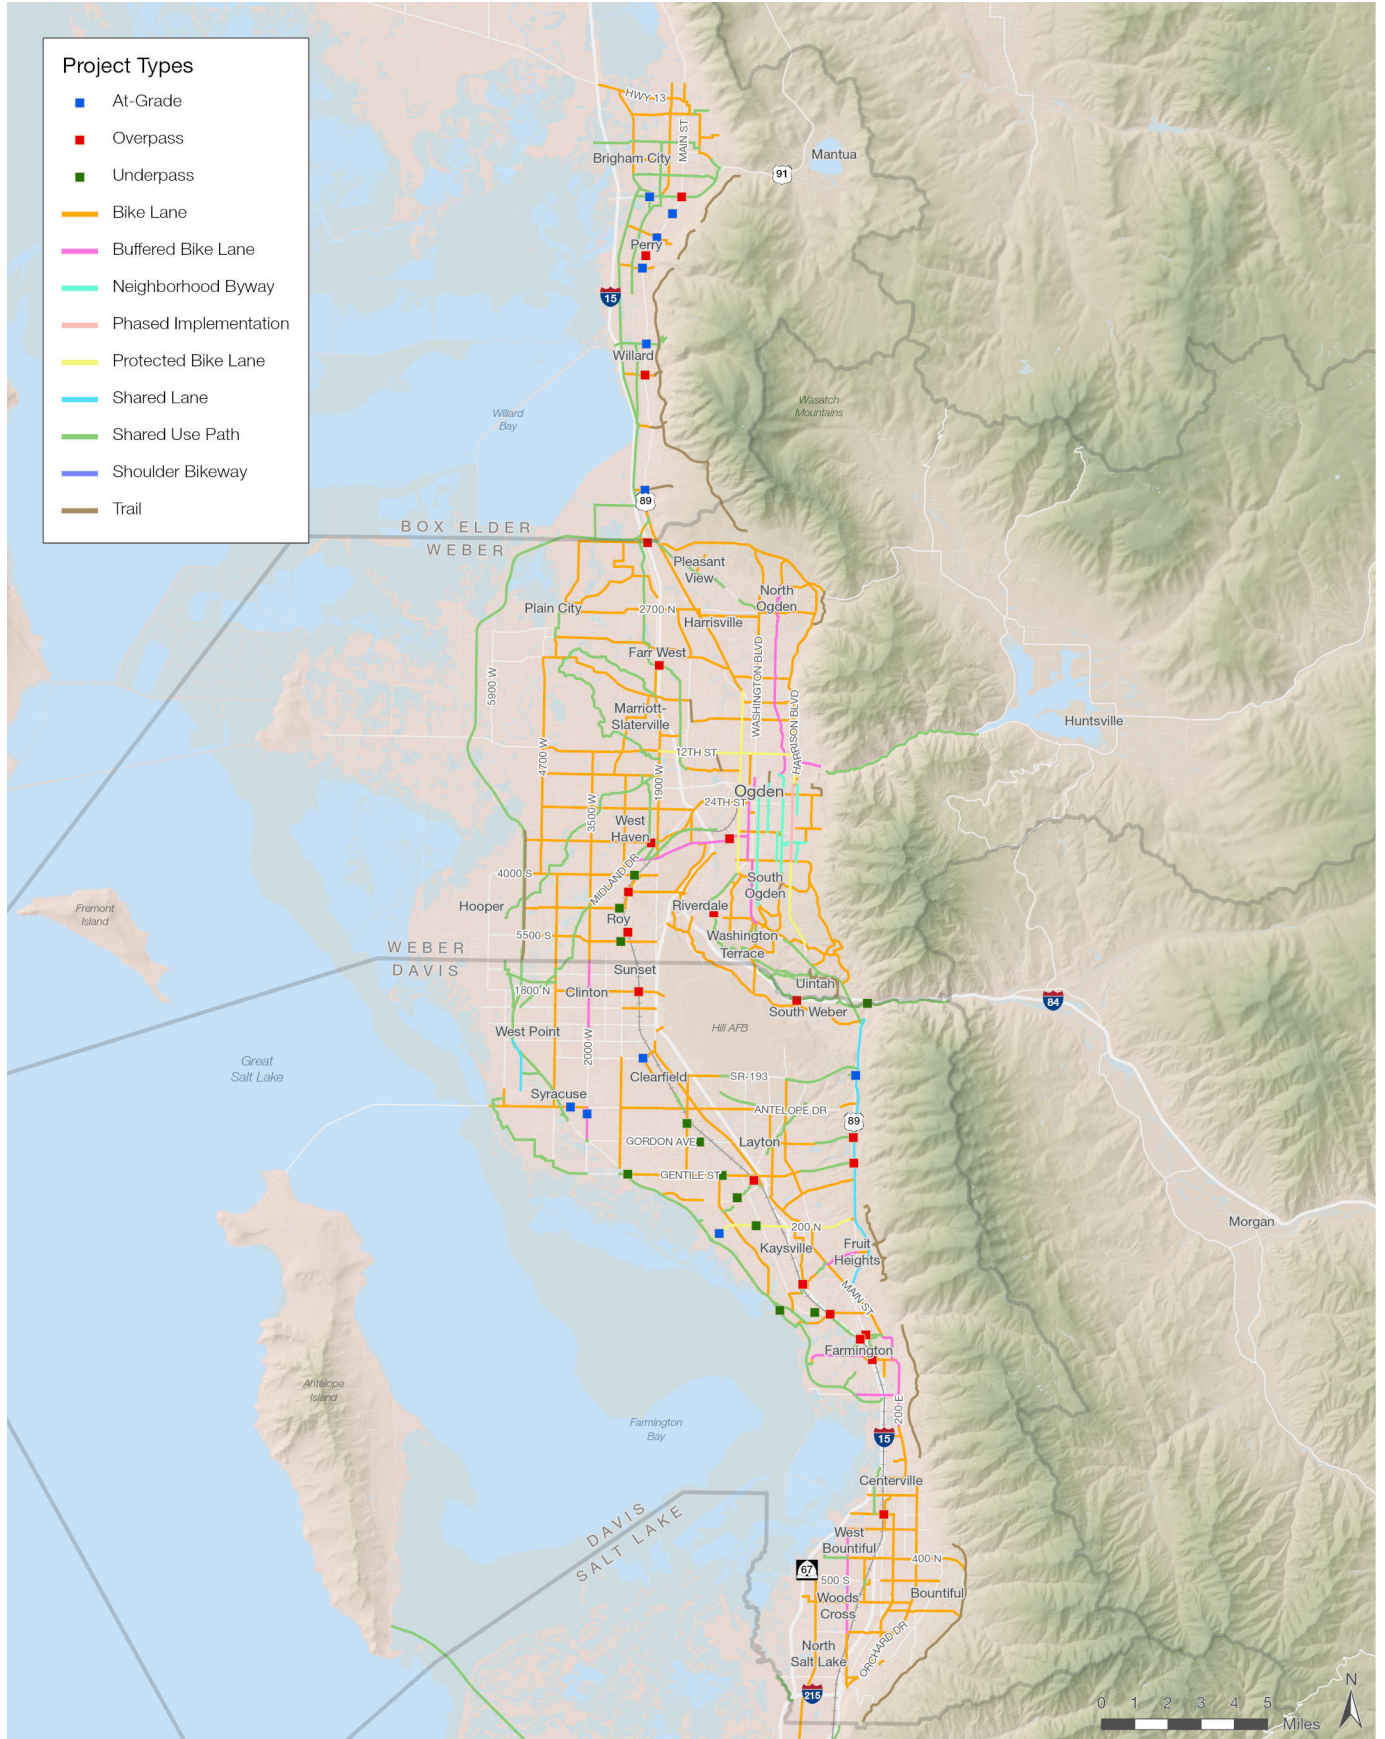 Project Types
At-Grade
Overpass
Underpass
Bike Lane
Buffered Bike Lane
Neighborhood Byway
Phased Implementation
Protected Bike Lane
Shared Lane
Shared Use Path
Shoulder Bikeway
Trail
HWY 13
MAIN ST
Brigham City
Mantua
91
Perry
15
Willard
Wasatch
Mountains
Willard
Bay
89
BOX ELDER
WEBER
Pleasant
View
North
Ogden
Plain City
2700 N
Harrisville
Farr West
WASHINGTON BLVD
5900 W
HARRISON BLVD
Marriott-
Slaterville
Huntsville
4700 W
12TH ST
1900 W
Ogden
24TH ST
3500 W
West
Haven
MIDLAND DR
4000 S
South
Ogden
Hooper
Riverdale
Fremont
Island
Roy
5500 S
Washington
Terrace
WEBER
DAVIS
Sunset
Uintah
1800 N
Clinton
84
South Weber
West Point
Hill AFB
2000 W
Great
Salt Lake
Clearfield
SR-193
Syracuse
ANTELOPE DR
89
GORDON AVE
Layton
GENTILE ST
200 N
Morgan
Kaysville
Fruit
Heights
MAIN ST
Farmington
Antelope
Island
200 E
Farmington
Bay
15
Centerville
DAVIS
SALT LAKE
West
Bountiful
400 N
67
500 S
Bountiful
Woods
Cross
ORCHARD DR
North
Salt Lake
215
N
0 1 2 3 4 5
Miles